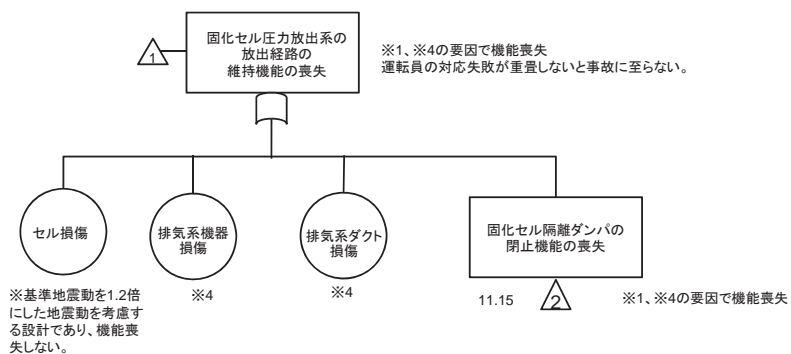 固化セル圧力放出系の
放出経路の
維持機能の喪失
1
※1、※4の要因で機能喪失
運転員の対応失敗が重畳しないと事故に至らない。
セル損傷
排気系機器
損傷
排気系ダクト
損傷
固化セル隔離ダンパの
閉止機能の喪失
※基準地震動を1.2倍
にした地震動を考慮す
る設計であり、機能喪
失しない。
※4
※4
11.15
2
※1、※4の要因で機能喪失